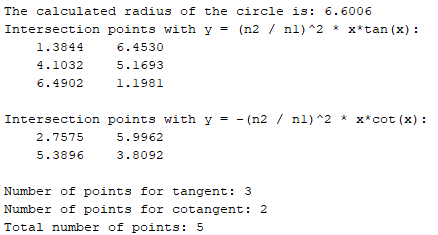 The calculated radius of the circle is: 6.6006
Intersection points with y = (n2 / n1)^2 * x*tan(x):
1.3844 6.4530
4.1032 5.1693
6.4902 1.1981
Intersection points with y = -(n2 / n1)^2 * x*cot(x):
2.7575 5.9962
5.3896 3.8092
Number of points for tangent: 3
Number of points for cotangent: 2
Total number of points: 5